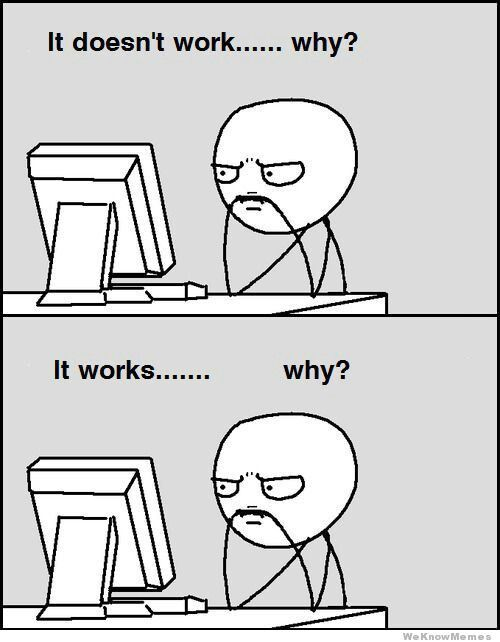 It doesn't work...... why?
It works....... why?
WeKnowMemes